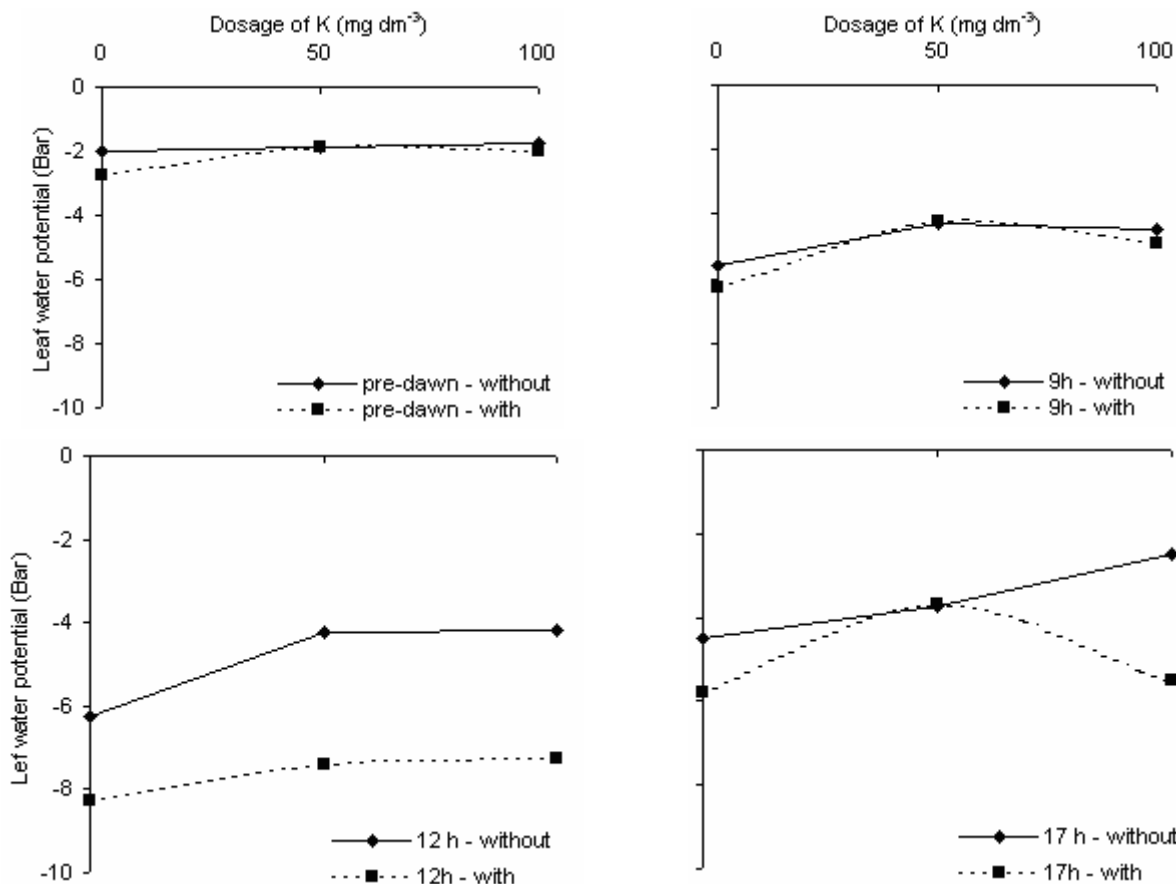 Dosage of K (mg dm⁻³)
0 50 100
0
-2
-4
-6
-8
-10
Leaf water potential (Bar)
pre-dawn - without
pre-dawn - with
Dosage of K (mg dm⁻³)
0 50 100
9h - without
9h - with
0
-2
-4
-6
-8
-10
Lef water potential (Bar)
12 h - without
12h - with
17 h - without
17h - with